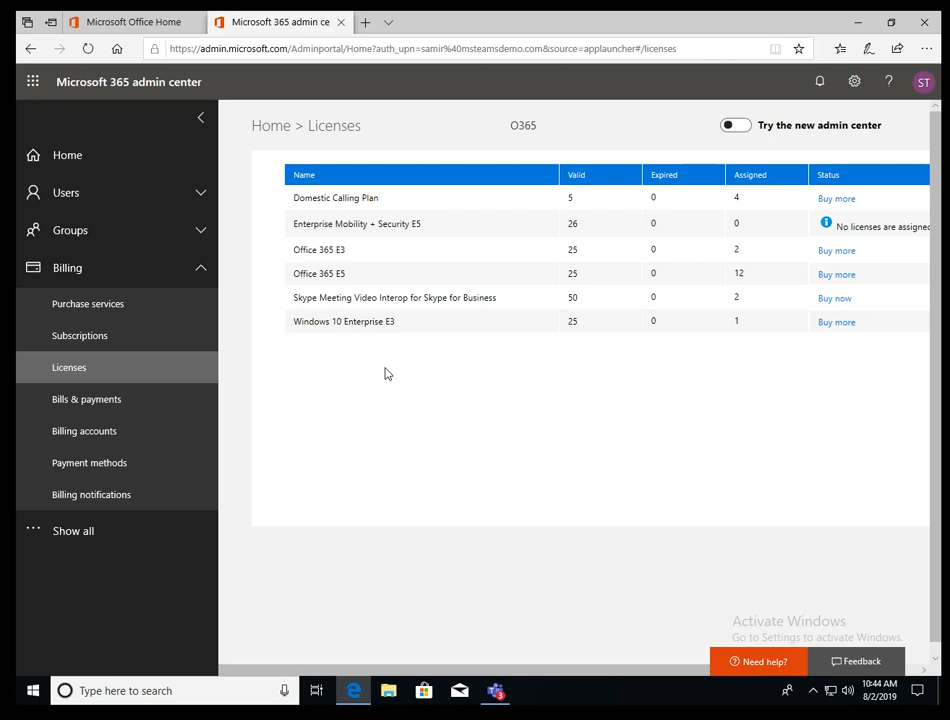 Microsoft Office Home
Microsoft 365 admin ce
https://admin.microsoft.com/Adminportal/Home?auth_upn=samir%40msteamsdemo.com&source=applauncher#/licenses
Microsoft 365 admin center
ST
Home
Users
Groups
Billing
Purchase services
Subscriptions
Licenses
Bills & payments
Billing accounts
Payment methods
Billing notifications
Show all
Home > Licenses O365 Try the new admin center
Name Valid Expired Assigned Status
Domestic Calling Plan 5 0 4 Buy more
Enterprise Mobility + Security E5 26 0 0 No licenses are assigned
Office 365 E3 25 0 2 Buy more
Office 365 E5 25 0 12 Buy more
Skype Meeting Video Interop for Skype for Business 50 0 2 Buy now
Windows 10 Enterprise E3 25 0 1 Buy more
Activate Windows
Go to Settings to activate Windows.
Need help? Feedback
Type here to search
3
10:44 AM
8/2/2019